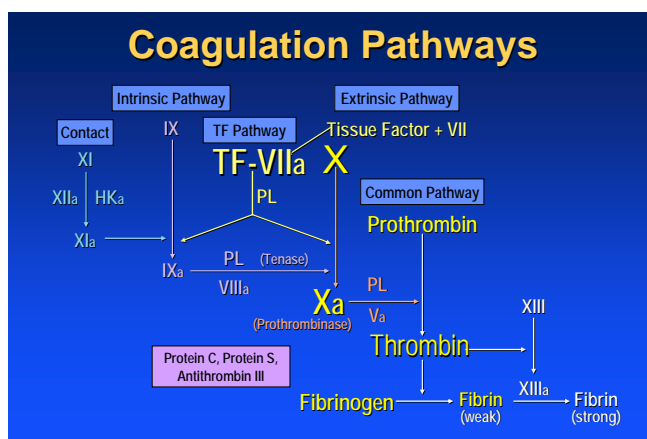 Coagulation Pathways
Intrinsic Pathway
Extrinsic Pathway
Contact
IX
TF Pathway
Tissue Factor + VII
XI
TF-VIIa
X
XIIa
HKa
PL
Common Pathway
Prothrombin
XIa
IXa
PL
(Tenase)
VIIIa
Xa
PL
(Prothrombinase)
Va
XIII
Protein C, Protein S,
Antithrombin III
Thrombin
XIIIa
Fibrinogen
Fibrin
(weak)
Fibrin
(strong)